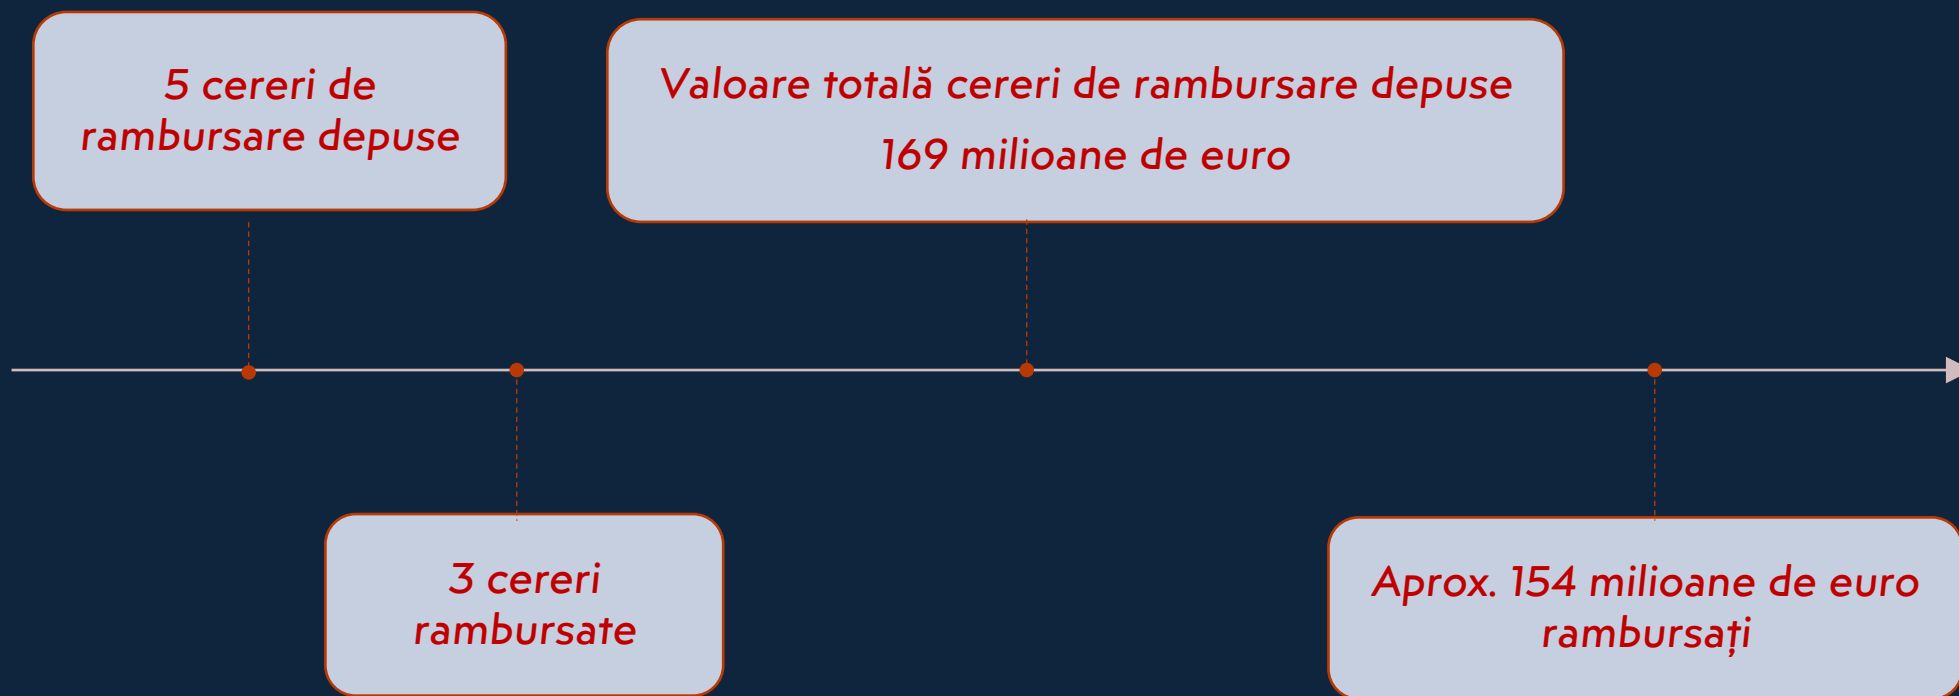 5 cereri de
rambursare depuse
Valoare totală cereri de rambursare depuse
169 milioane de euro
3 cereri
rambursate
Aprox. 154 milioane de euro
rambursați